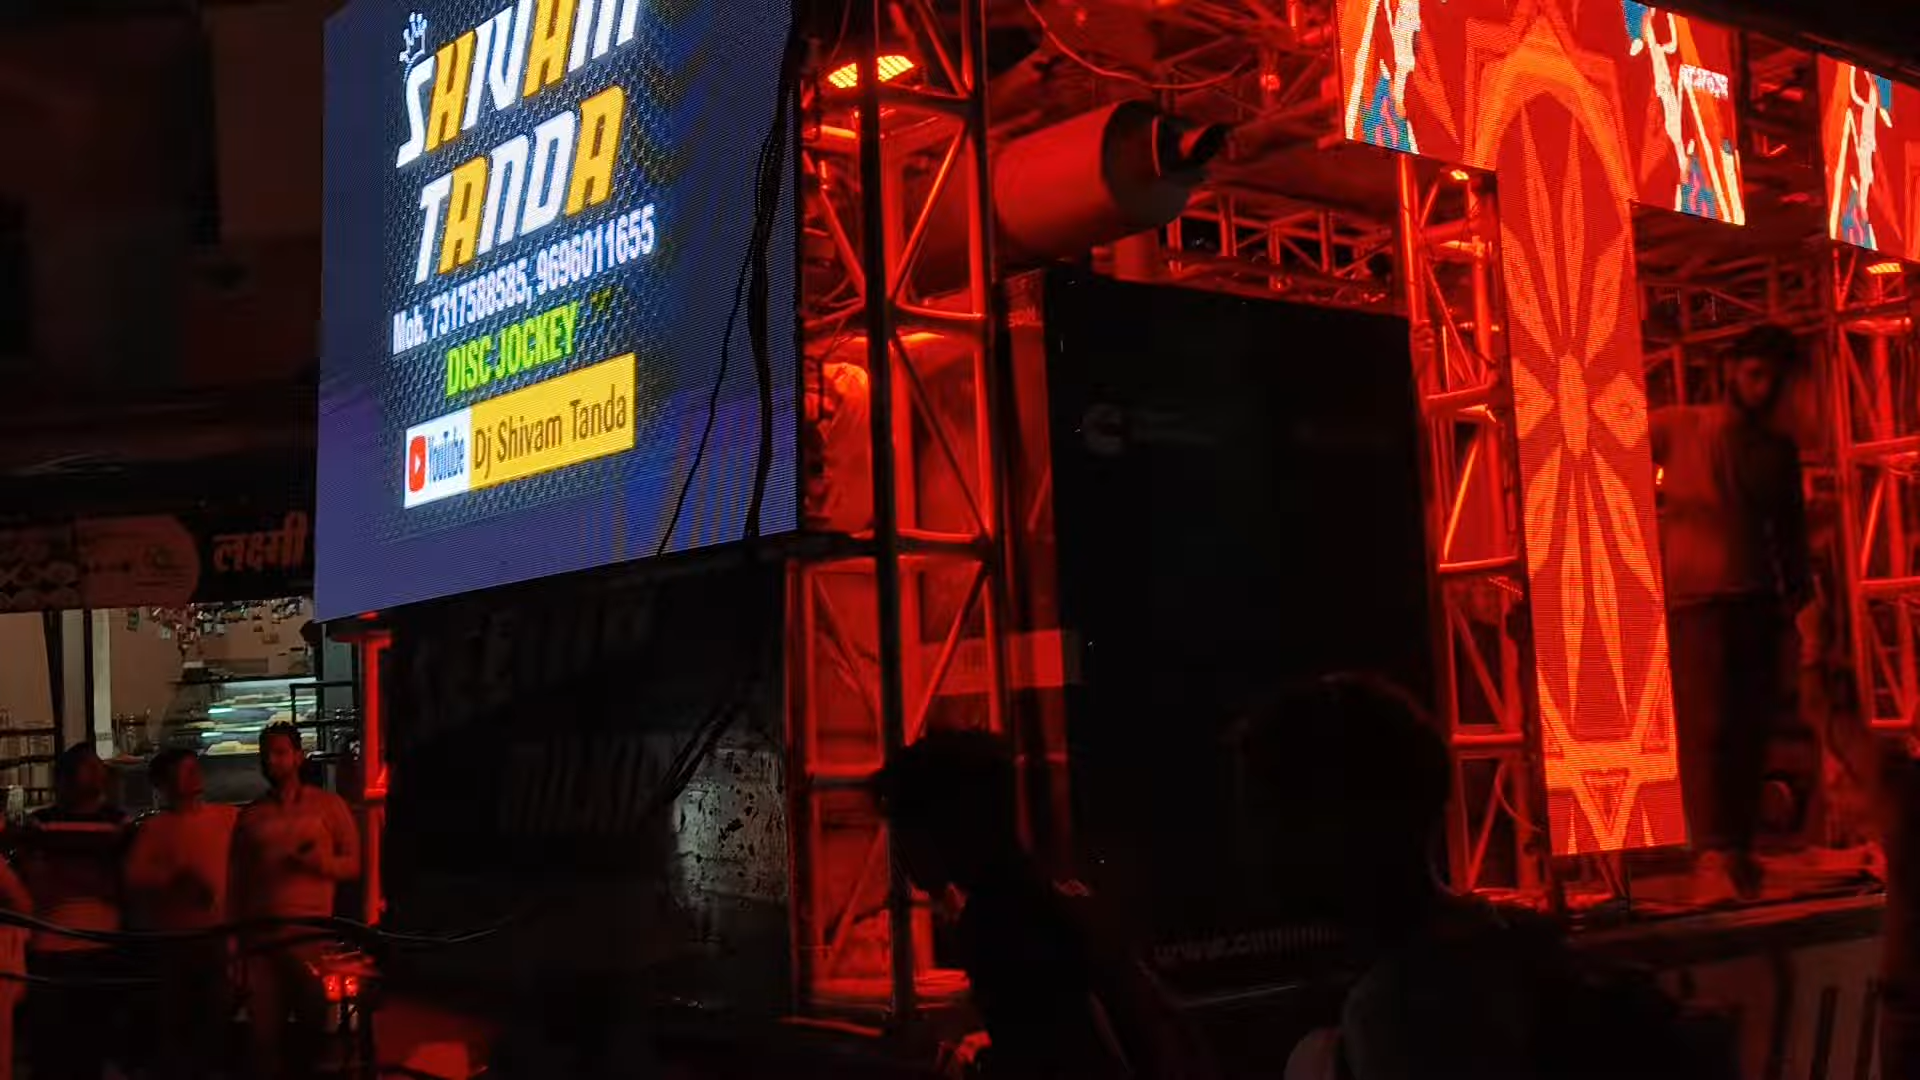 SHIVAM
TANDA
Mob. 7317588585, 9696011655
DISC JOCKEY
YouTube Dj Shivam Tanda
लक्ष्मी